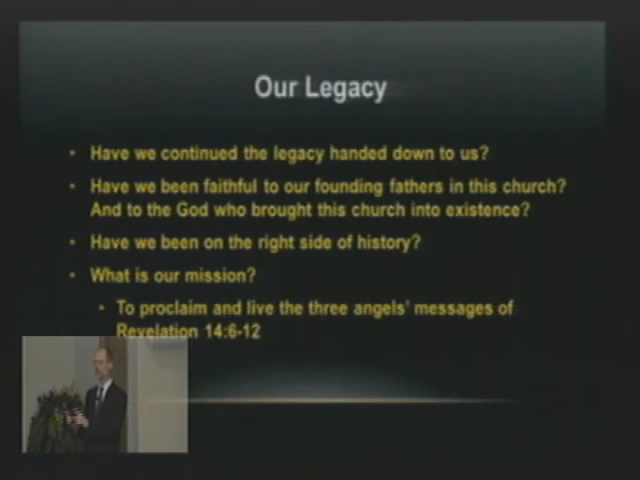 Our Legacy
• Have we continued the legacy handed down to us?
• Have we been faithful to our founding fathers in this church?
And to the God who brought this church into existence?
• Have we been on the right side of history?
• What is our mission?
• To proclaim and live the three angels' messages of
Revelation 14:6-12